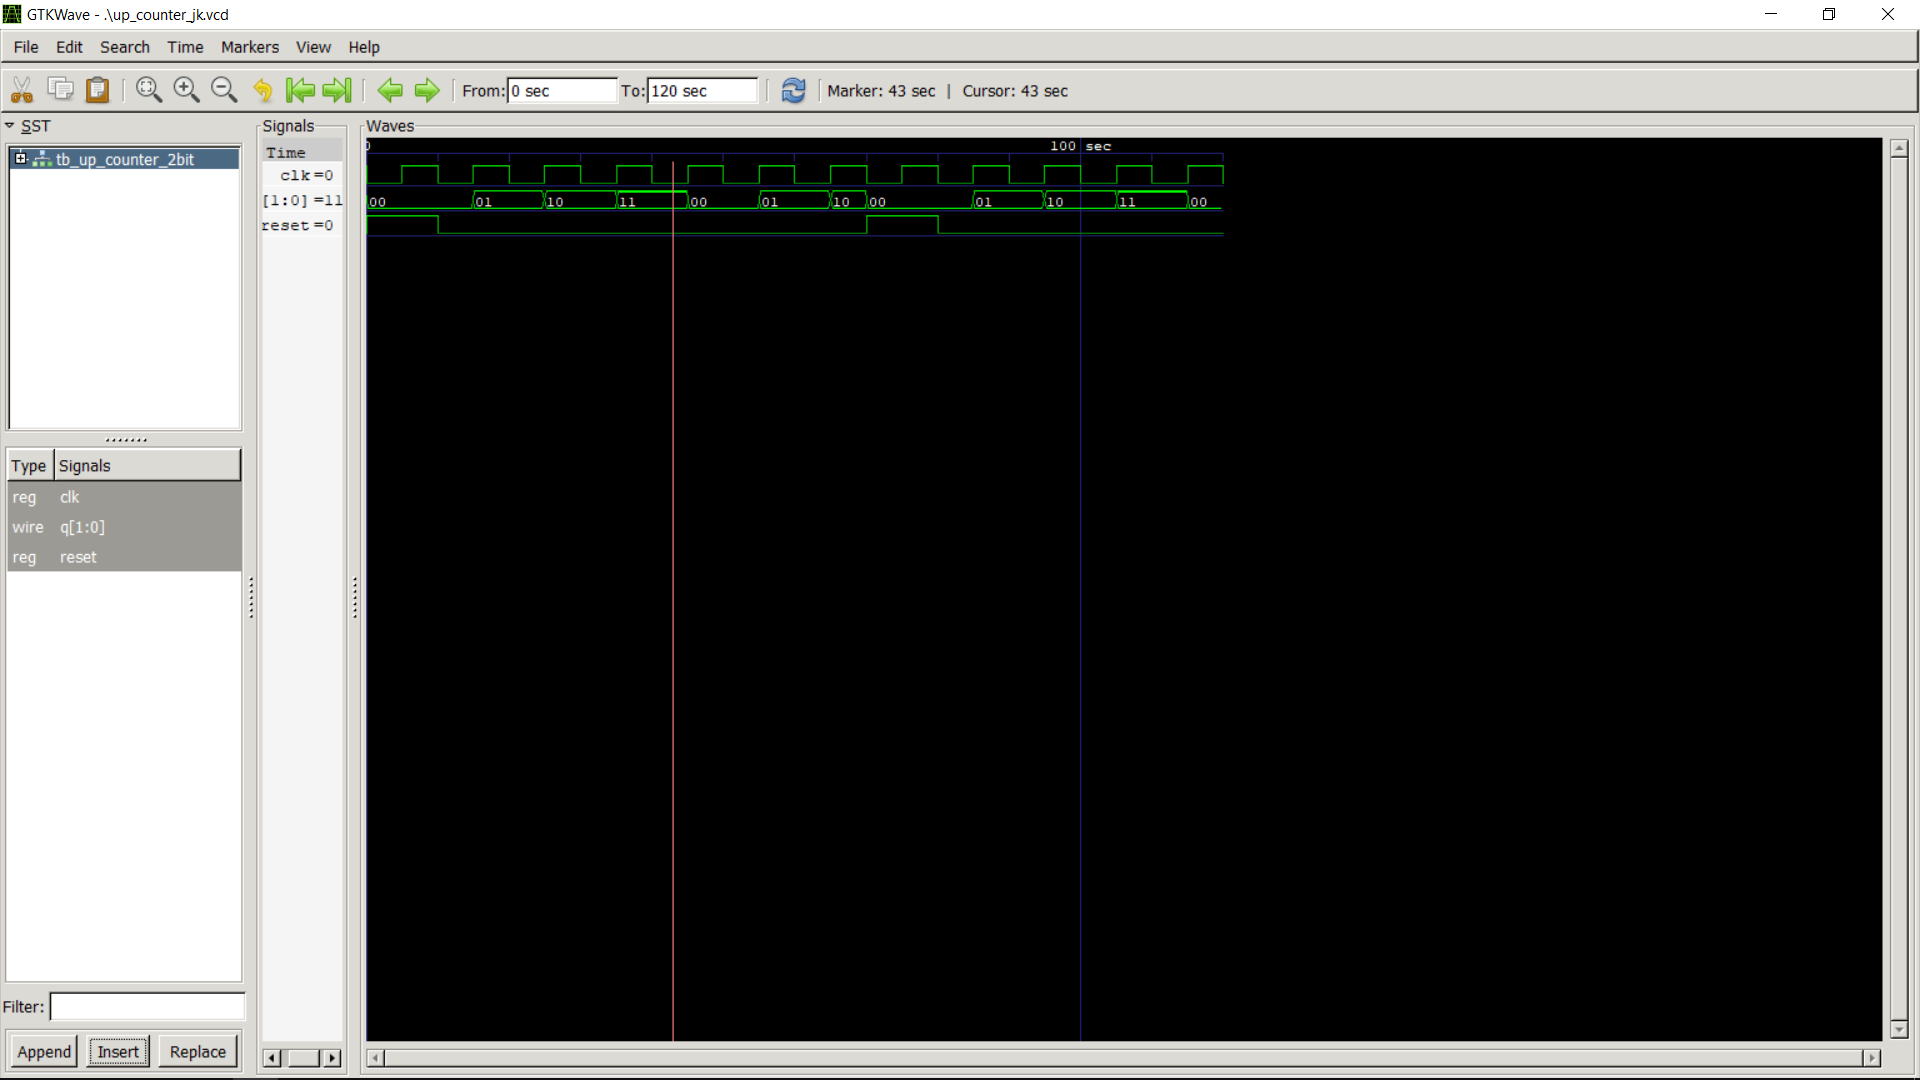 GTKWave - .\up_counter_jk.vcd
File Edit Search Time Markers View Help
From: 0 sec To: 120 sec Marker: 43 sec | Cursor: 43 sec
SST
tb_up_counter_2bit
Type Signals
reg clk
wire q[1:0]
reg reset
Filter:
Append Insert Replace
Signals
Time
clk=0
[1:0] =11
reset=0
Waves
0 100 sec
00 01 10 11 00 01 10 00 01 10 11 00